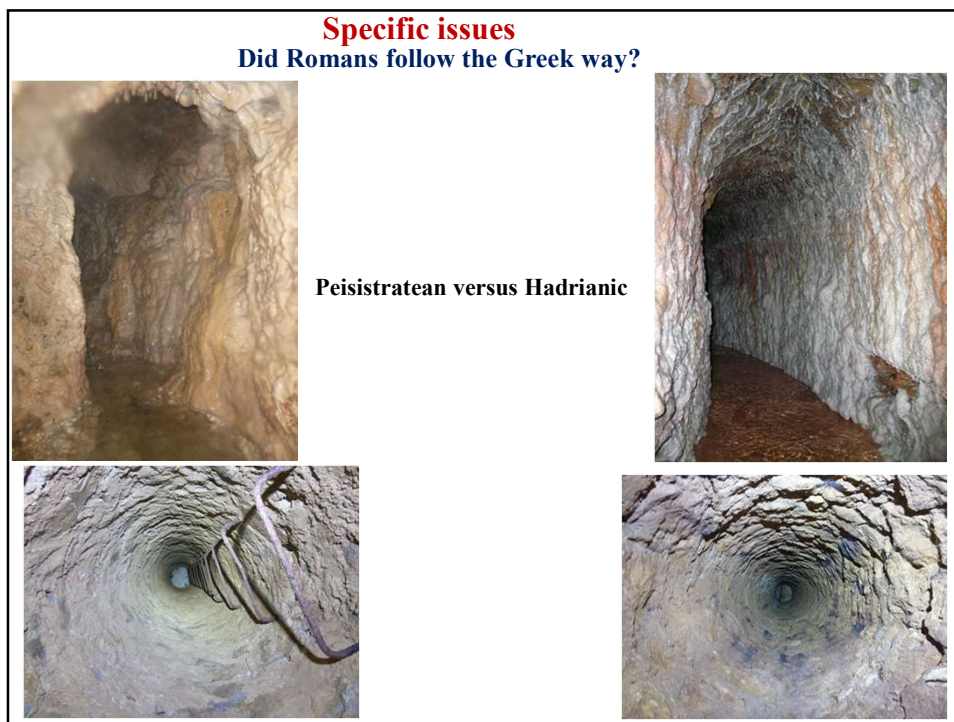 Specific issues
Did Romans follow the Greek way?
Peisistratean versus Hadrianic